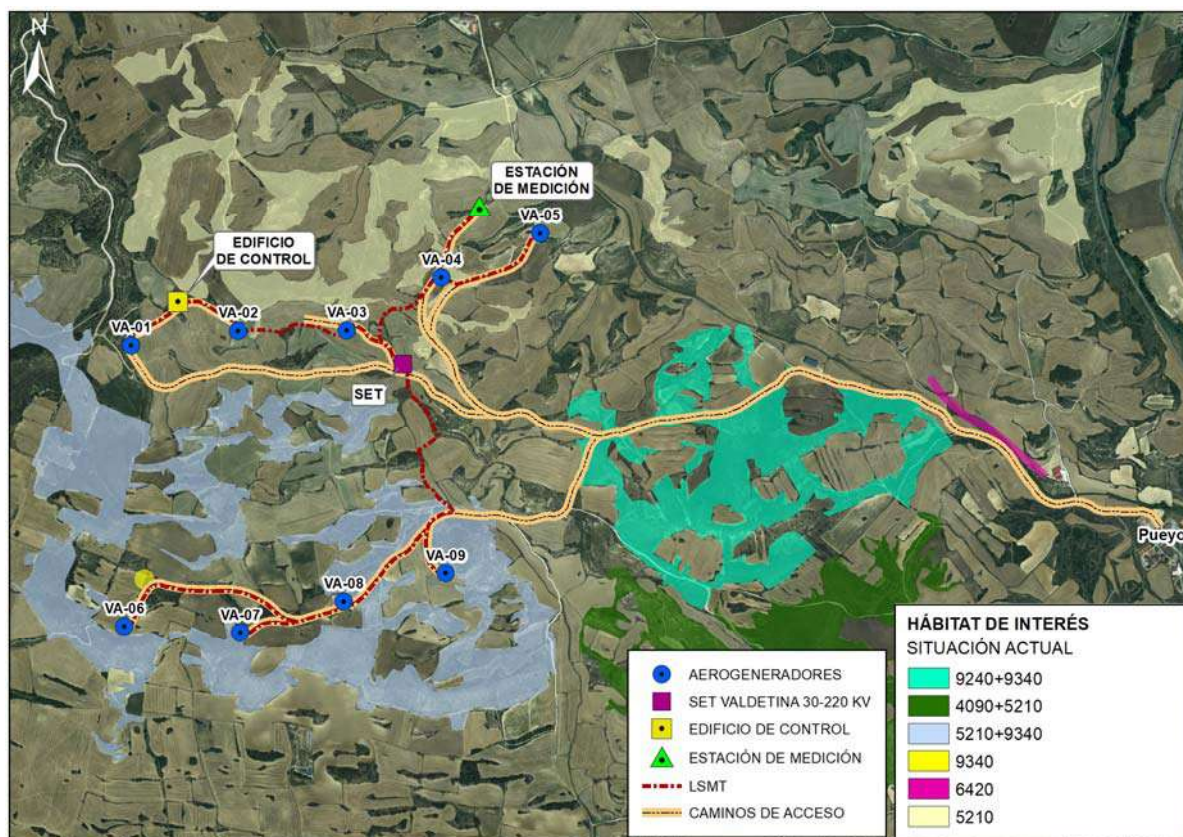 N
ESTACIÓN
DE MEDICIÓN
VA-05
EDIFICIO
DE CONTROL
VA-04
VA-01
VA-02
VA-03
SET
VA-09
Pueyo
VA-08
VA-06
VA-07
AEROGENERADORES
SET VALDETINA 30-220 KV
EDIFICIO DE CONTROL
ESTACIÓN DE MEDICIÓN
LSMT
CAMINOS DE ACCESO
HÁBITAT DE INTERÉS
SITUACIÓN ACTUAL
9240+9340
4090+5210
5210+9340
9340
6420
5210